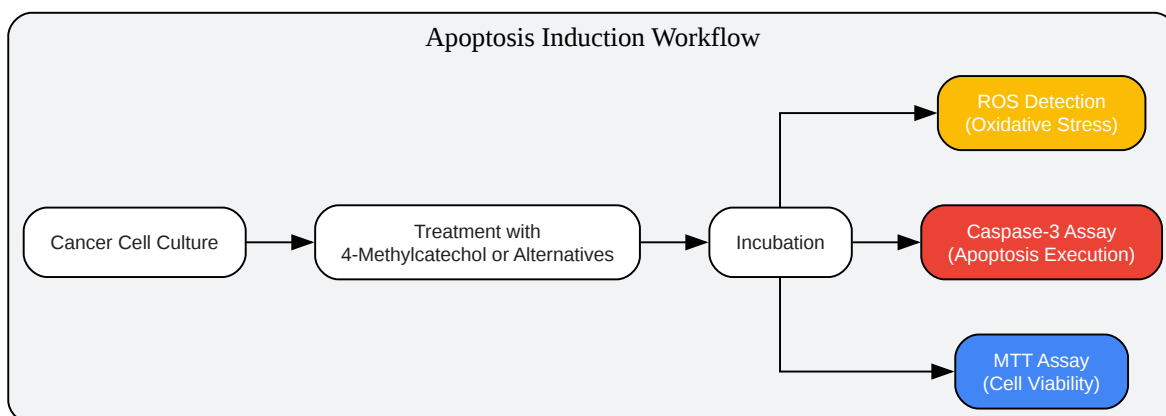 Apoptosis Induction Workflow
Cancer Cell Culture
Treatment with
4-Methylcatechol or Alternatives
Incubation
ROS Detection
(Oxidative Stress)
Caspase-3 Assay
(Apoptosis Execution)
MTT Assay
(Cell Viability)